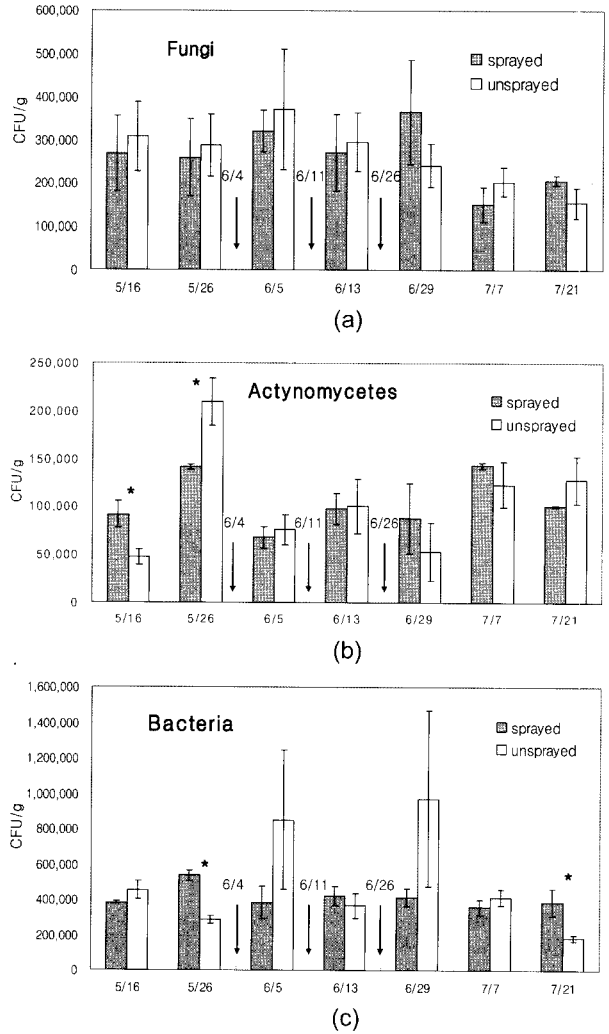 600,000
500,000
400,000
300,000
200,000
100,000
0
CFU/g
Fungi
sprayed
unsprayed
6/4
6/11
6/26
5/16 5/26 6/5 6/13 6/29 7/7 7/21
(a)
250,000
200,000
150,000
100,000
50,000
0
CFU/g
Actynomycetes
sprayed
unsprayed
*
*
6/4
6/11
6/26
5/16 5/26 6/5 6/13 6/29 7/7 7/21
(b)
1,600,000
1,400,000
1,200,000
1,000,000
800,000
600,000
400,000
200,000
0
CFU/g
Bacteria
sprayed
unsprayed
*
*
6/4
6/11
6/26
5/16 5/26 6/5 6/13 6/29 7/7 7/21
(c)